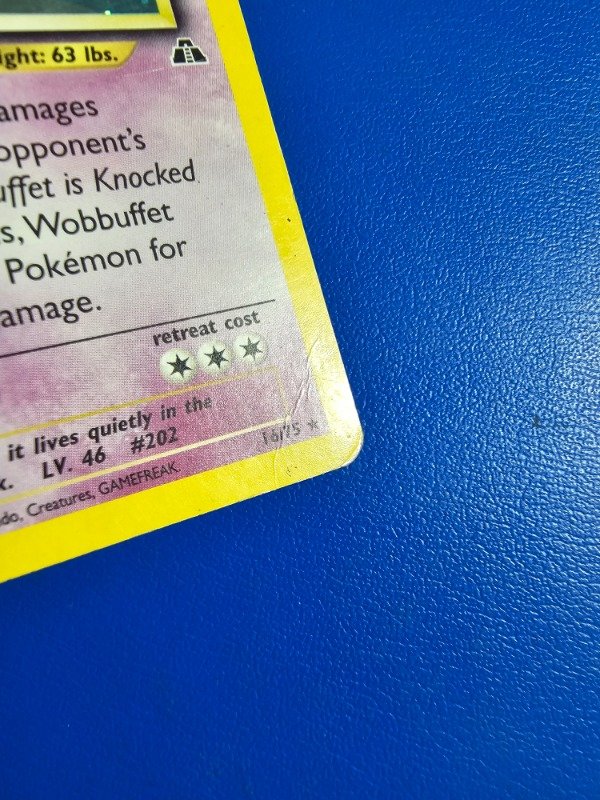 ight: 63 lbs.
amages
opponent's
uffet is Knocked
s, Wobbuffet
Pokémon for
amage.
retreat cost
it lives quietly in the
k. LV. 46 #202
16/75 ★
do, Creatures, GAMEFREAK.